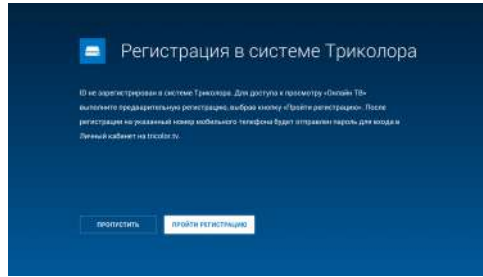 Регистрация в системе Триколора
ID не зарегистрирован в системе Триколора. Для доступа к просмотру «Онлайн ТВ»
выполните предварительную регистрацию, выбрав кнопку «Пройти регистрацию». После
регистрации на указанный номер мобильного телефона будет отправлен пароль для входа в
Личный кабинет на tricolor.tv.
ПРОПУСТИТЬ
ПРОЙТИ РЕГИСТРАЦИЮ